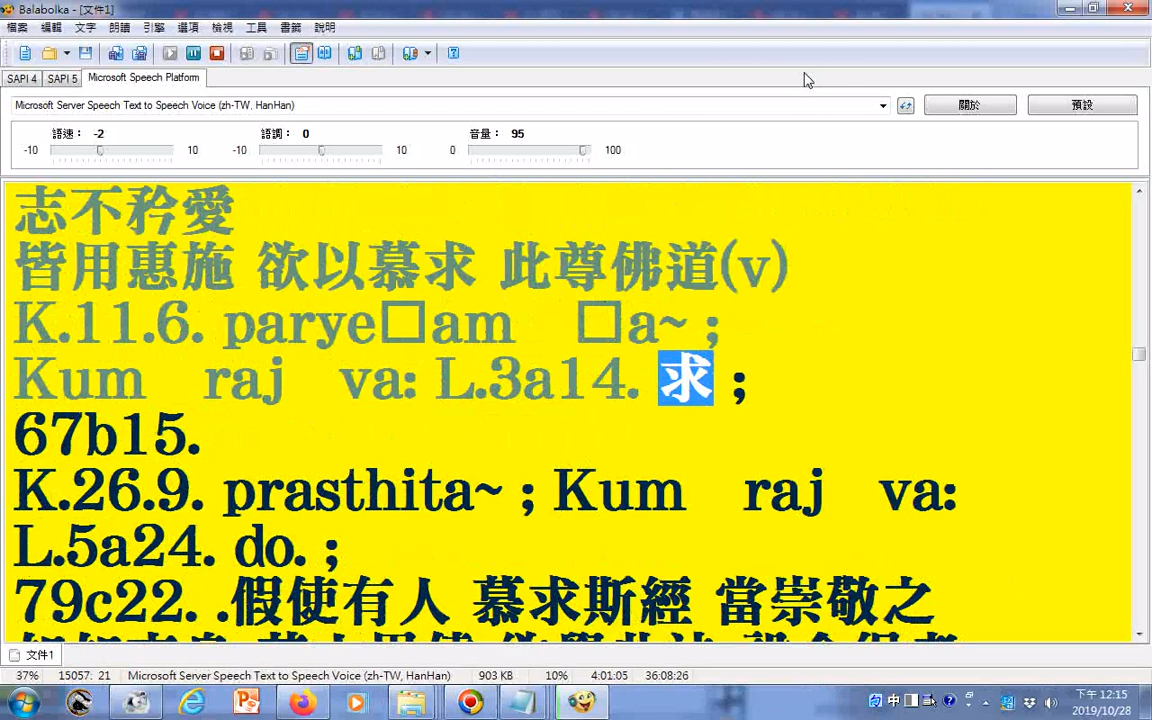 Balabolka - [文件1]
檔案 編輯 文字 朗讀 引擎 選項 檢視 工具 書籤 說明
SAPI 4 SAPI 5 Microsoft Speech Platform
Microsoft Server Speech Text to Speech Voice (zh-TW, HanHan) 關於 預設
語速： -2 語調： 0 音量： 95
-10 10 -10 10 0 100
志不矜愛
皆用惠施 欲以慕求 此尊佛道(v)
K.11.6. parye□am □a~ ;
Kum raj va: L.3a14. 求 ;
67b15.
K.26.9. prasthita~ ; Kum raj va:
L.5a24. do. ;
79c22. .假使有人 慕求斯經 當崇敬之
文件1
37% 15057: 21 Microsoft Server Speech Text to Speech Voice (zh-TW, HanHan) 903 KB 10% 4:01:05 36:08:26
中 下午 12:15
2019/10/28